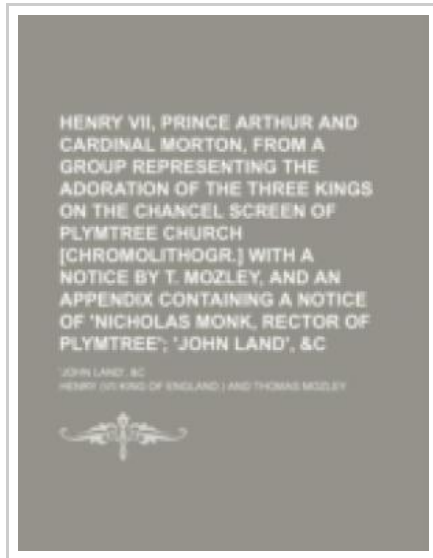 HENRY VII, PRINCE ARTHUR AND
CARDINAL MORTON, FROM A
GROUP REPRESENTING THE
ADORATION OF THE THREE KINGS
ON THE CHANCEL SCREEN OF
PLYMTREE CHURCH
[CHROMOLITHOGR.] WITH A
NOTICE BY T. MOZLEY, AND AN
APPENDIX CONTAINING A NOTICE
OF 'NICHOLAS MONK, RECTOR OF
PLYMTREE'; 'JOHN LAND', &C
'JOHN LAND', &C
HENRY (VII KING OF ENGLAND.) AND THOMAS MOZLEY